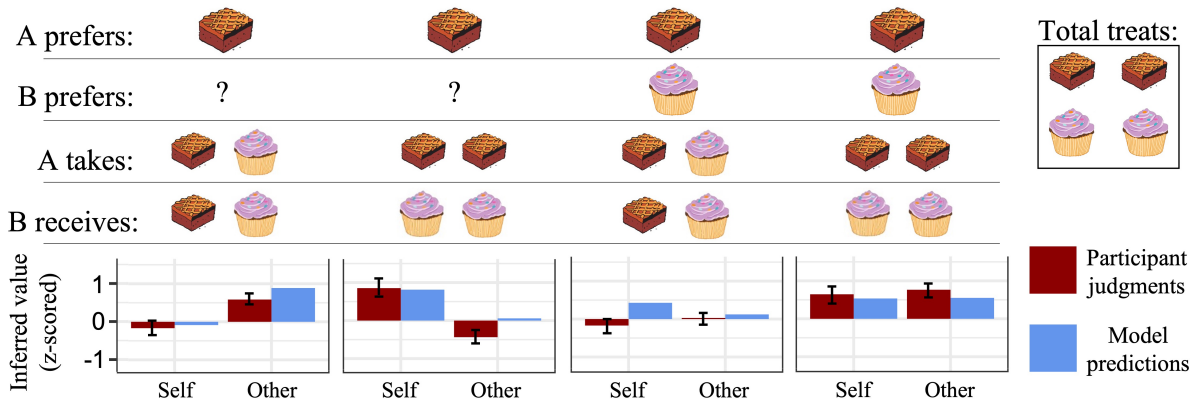 A prefers:
Total treats:
B prefers:
? ?
A takes:
B receives:
Inferred value
(z-scored)
1
0
-1
Self Other Self Other Self Other Self Other
Participant
judgments
Model
predictions